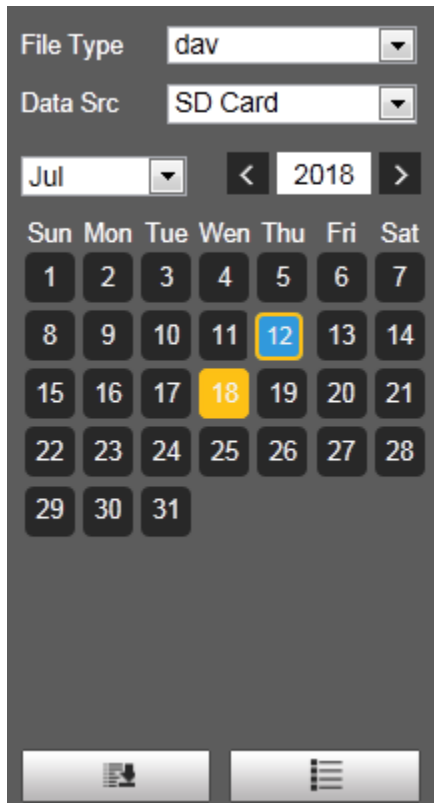 File Type dav
Data Src SD Card
Jul < 2018 >
Sun Mon Tue Wen Thu Fri Sat
1 2 3 4 5 6 7
8 9 10 11 12 13 14
15 16 17 18 19 20 21
22 23 24 25 26 27 28
29 30 31